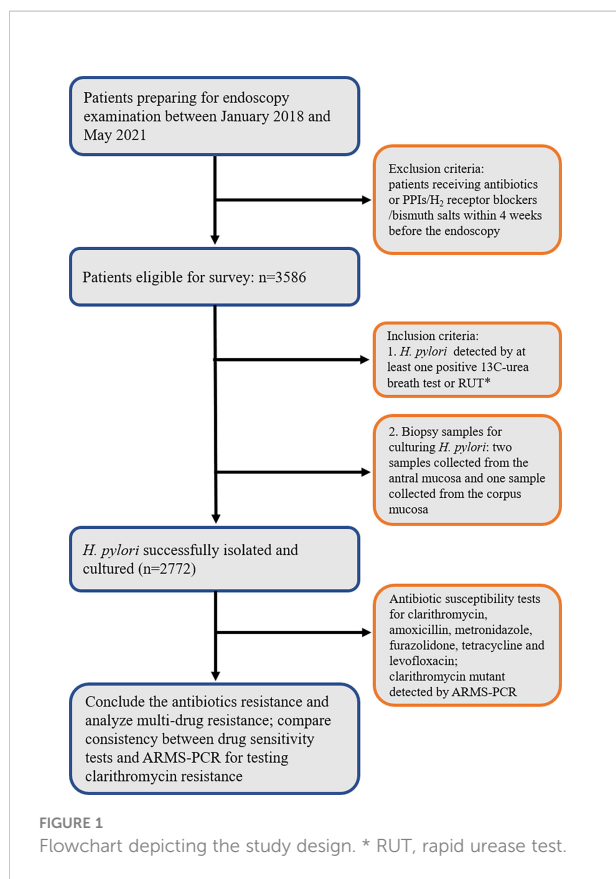 Patients preparing for endoscopy
examination between January 2018 and
May 2021
Exclusion criteria:
patients receiving antibiotics
or PPIs/H₂ receptor blockers
/bismuth salts within 4 weeks
before the endoscopy
Patients eligible for survey: n=3586
Inclusion criteria:
1. H. pylori detected by at
least one positive 13C-urea
breath test or RUT*
2. Biopsy samples for
culturing H. pylori: two
samples collected from the
antral mucosa and one sample
collected from the corpus
mucosa
H. pylori successfully isolated and
cultured (n=2772)
Antibiotic susceptibility tests
for clarithromycin,
amoxicillin, metronidazole,
furazolidone, tetracycline and
levofloxacin;
clarithromycin mutant
detected by ARMS-PCR
Conclude the antibiotics resistance and
analyze multi-drug resistance; compare
consistency between drug sensitivity
tests and ARMS-PCR for testing
clarithromycin resistance
FIGURE 1
Flowchart depicting the study design. * RUT, rapid urease test.